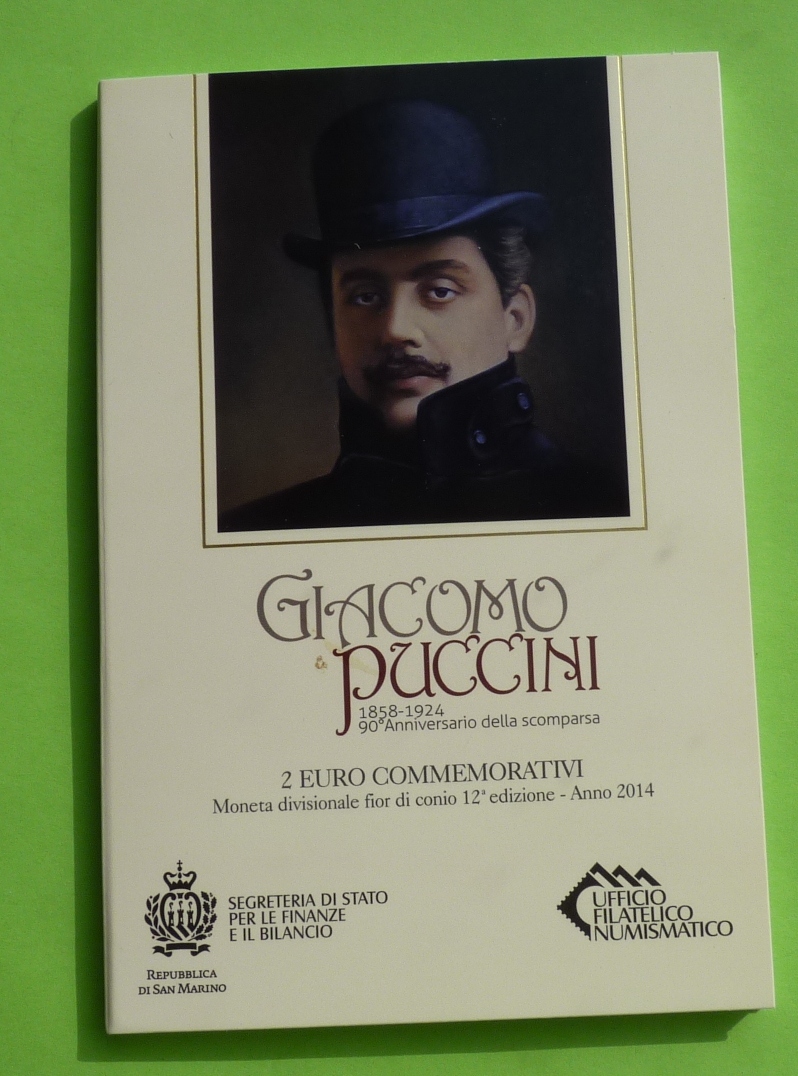 GIACOMO
PUCCINI
1858-1924
90° Anniversario della scomparsa
2 EURO COMMEMORATIVI
Moneta divisionale fior di conio 12ª edizione - Anno 2014
SEGRETERIA DI STATO
PER LE FINANZE
E IL BILANCIO
REPUBBLICA
DI SAN MARINO
UFFICIO
FILATELICO
NUMISMATICO